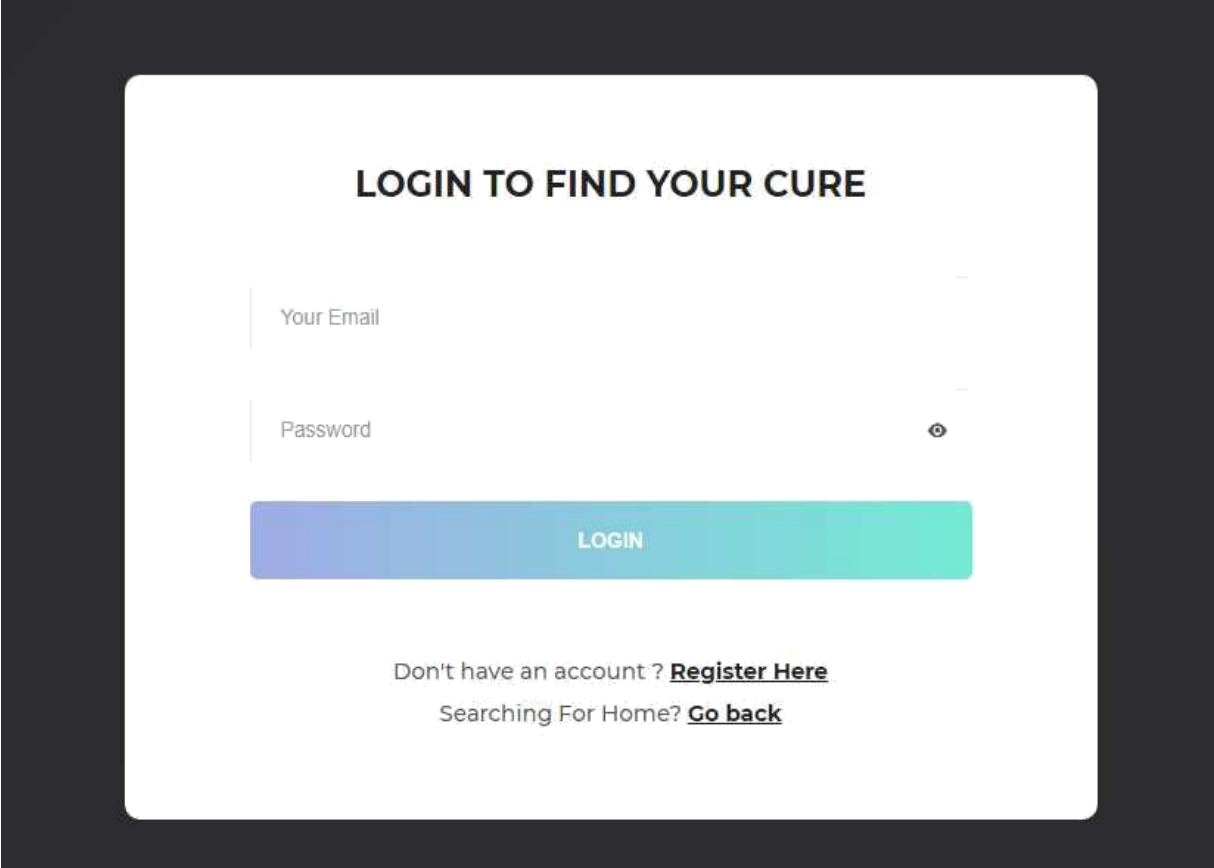 LOGIN TO FIND YOUR CURE
Your Email
Password
LOGIN
Don't have an account ? Register Here
Searching For Home? Go back